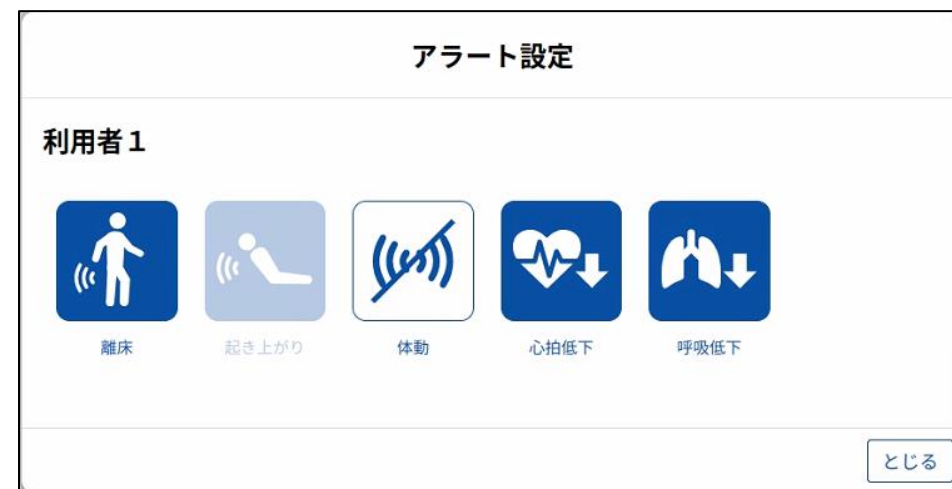 アラート設定
利用者１
離床
起き上がり
体動
心拍低下
呼吸低下
とじる